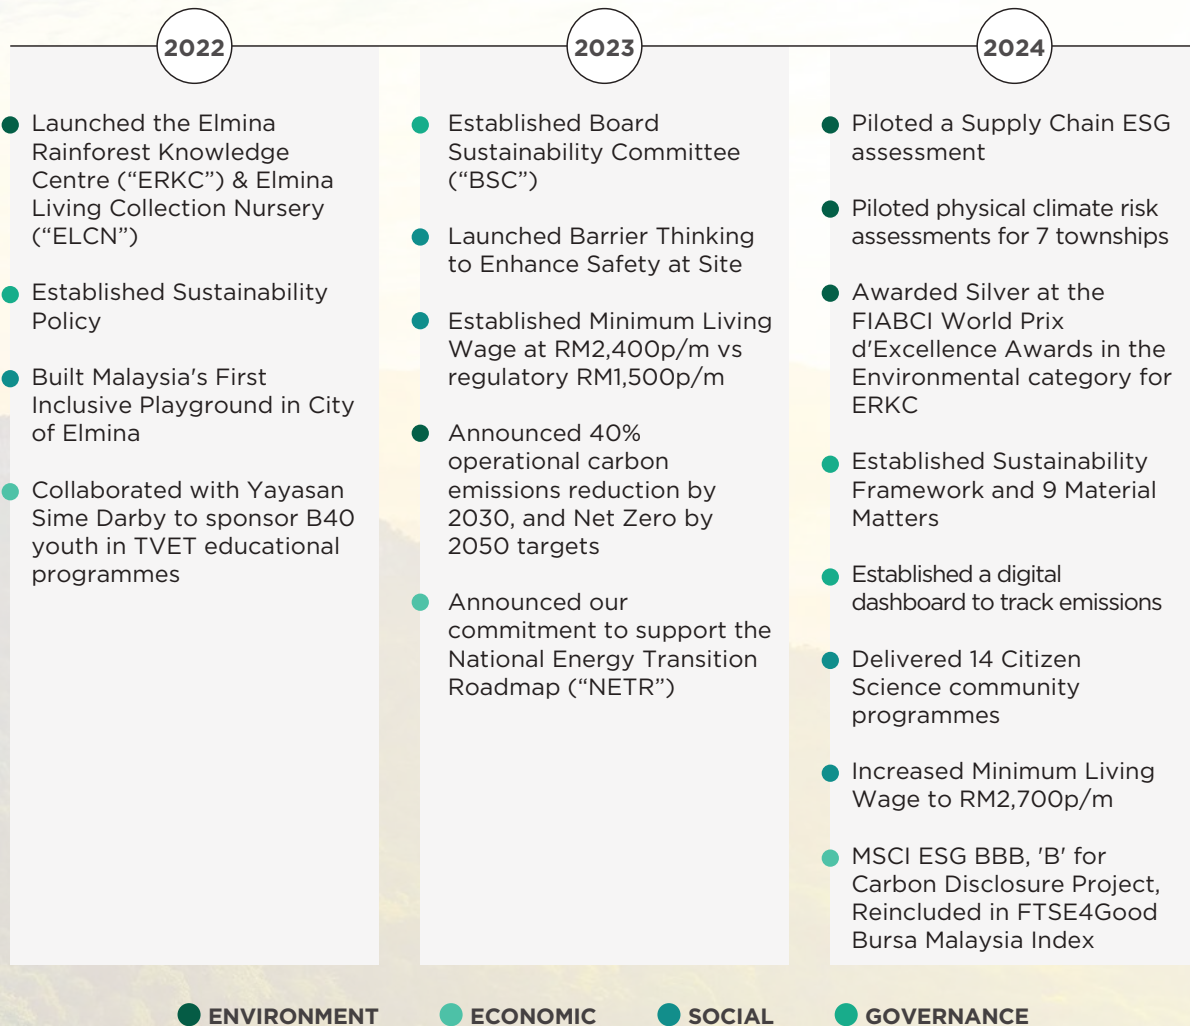 2022
Launched the Elmina
Rainforest Knowledge
Centre (“ERKC”) & Elmina
Living Collection Nursery
(“ELCN”)
Established Sustainability
Policy
Built Malaysia's First
Inclusive Playground in City
of Elmina
Collaborated with Yayasan
Sime Darby to sponsor B40
youth in TVET educational
programmes
2023
Established Board
Sustainability Committee
(“BSC”)
Launched Barrier Thinking
to Enhance Safety at Site
Established Minimum Living
Wage at RM2,400p/m vs
regulatory RM1,500p/m
Announced 40%
operational carbon
emissions reduction by
2030, and Net Zero by
2050 targets
Announced our
commitment to support the
National Energy Transition
Roadmap (“NETR”)
2024
Piloted a Supply Chain ESG
assessment
Piloted physical climate risk
assessments for 7 townships
Awarded Silver at the
FIABCI World Prix
d'Excellence Awards in the
Environmental category for
ERKC
Established Sustainability
Framework and 9 Material
Matters
Established a digital
dashboard to track emissions
Delivered 14 Citizen
Science community
programmes
Increased Minimum Living
Wage to RM2,700p/m
MSCI ESG BBB, 'B' for
Carbon Disclosure Project,
Reincluded in FTSE4Good
Bursa Malaysia Index
ENVIRONMENT ECONOMIC SOCIAL GOVERNANCE